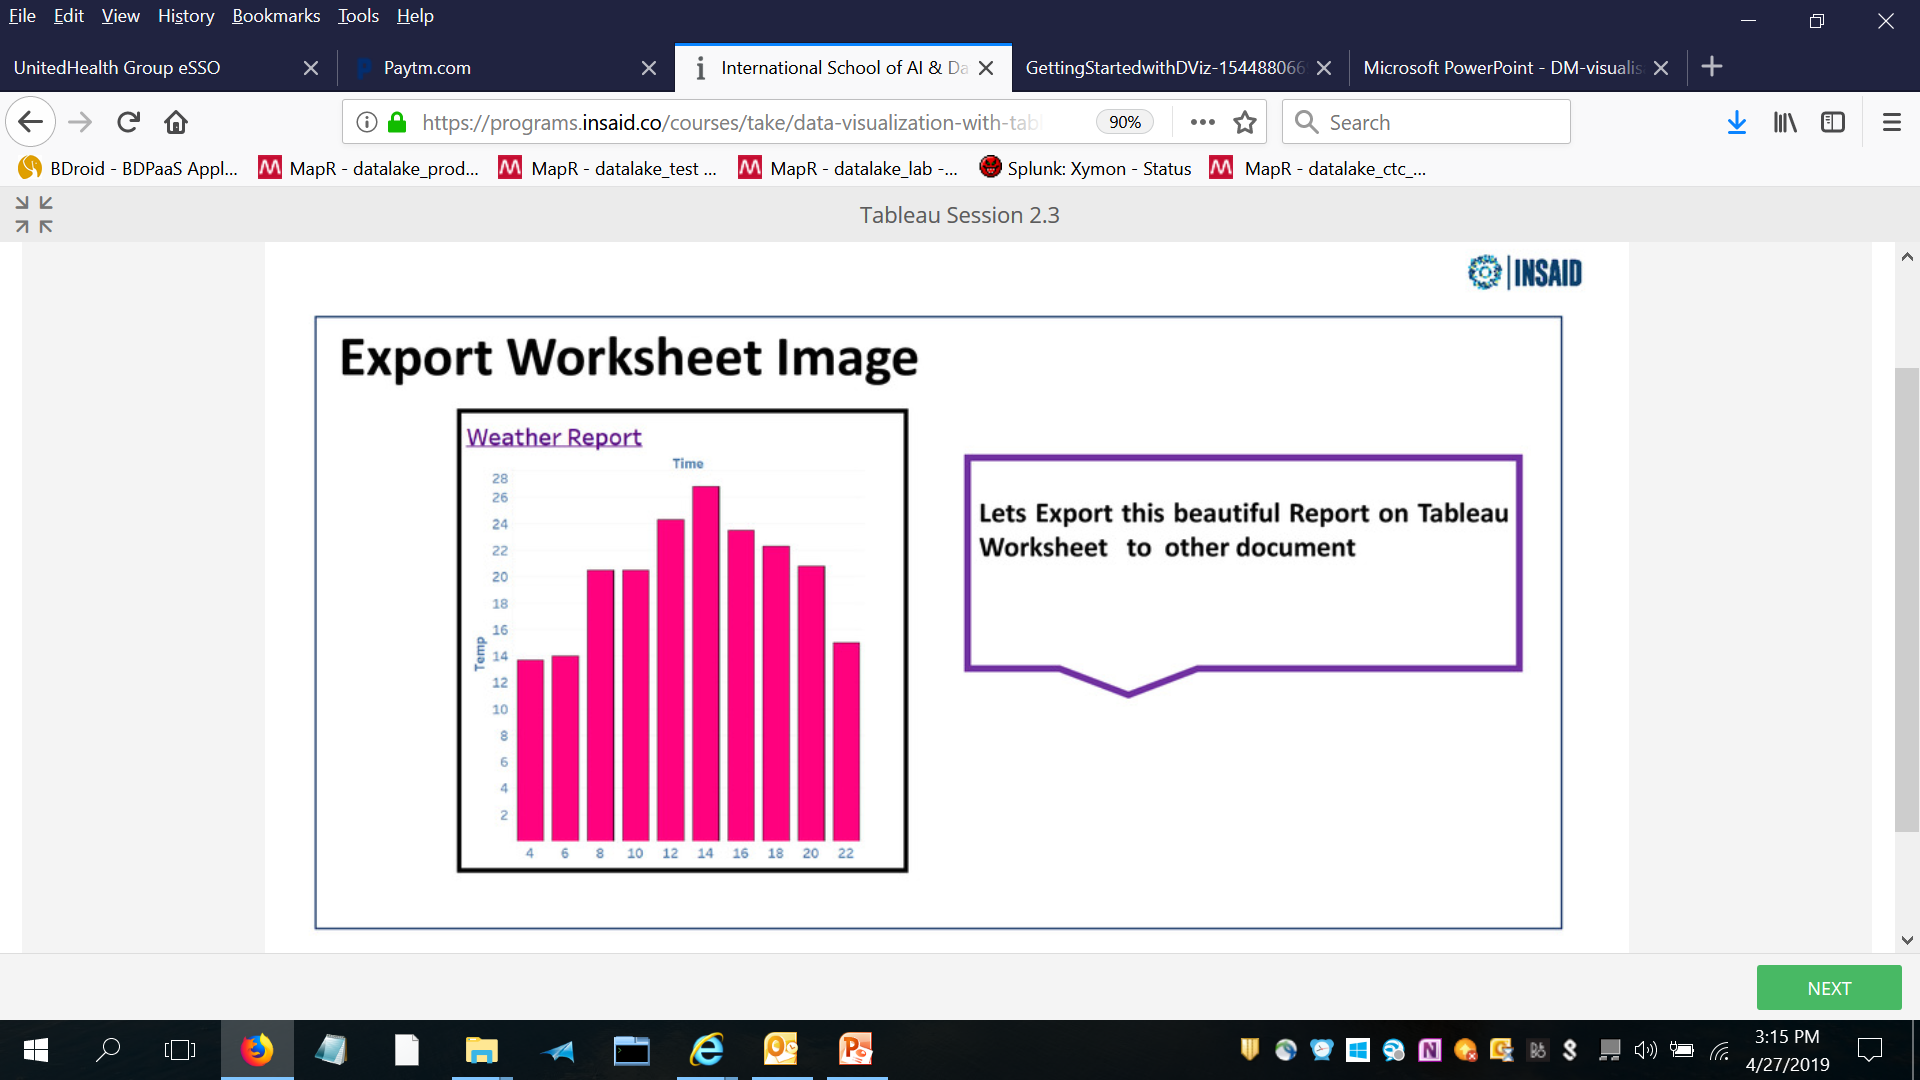 File Edit View History Bookmarks Tools Help
UnitedHealth Group eSSO
Paytm.com
International School of AI & Da
GettingStartedwithDViz-1544880669
Microsoft PowerPoint - DM-visualis
https://programs.insaid.co/courses/take/data-visualization-with-tabl
90%
Search
BDroid - BDPaaS Appl...
MapR - datalake_prod...
MapR - datalake_test ...
MapR - datalake_lab -...
Splunk: Xymon - Status
MapR - datalake_ctc_...
Tableau Session 2.3
INSAID
Export Worksheet Image
Weather Report
Time
28
26
24
22
20
18
16
14
12
10
8
6
4
2
Temp
4 6 8 10 12 14 16 18 20 22
Lets Export this beautiful Report on Tableau
Worksheet to other document
NEXT
3:15 PM
4/27/2019